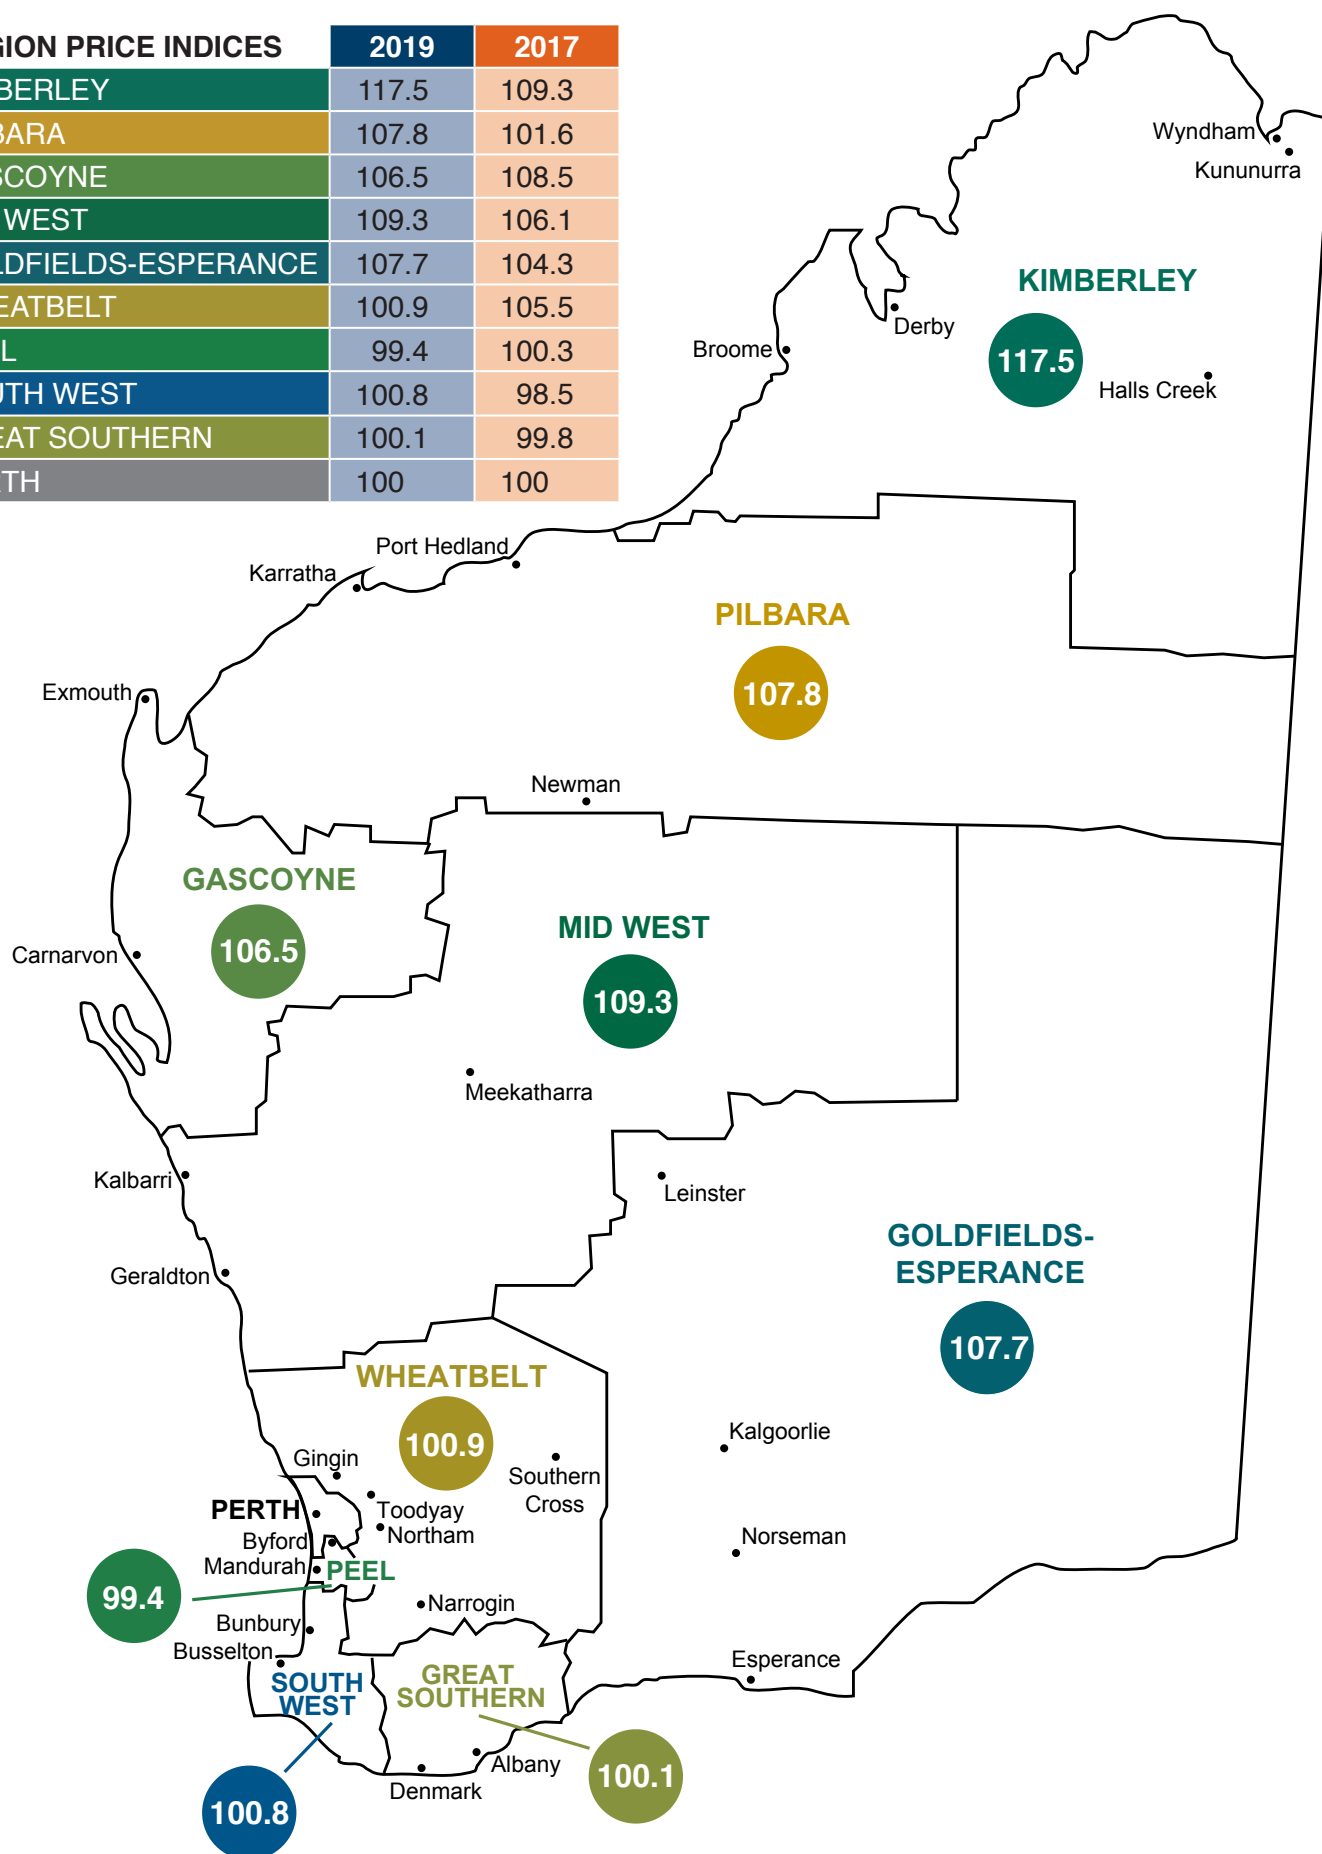 GION PRICE INDICES 2019 2017
BERLEY 117.5 109.3
BARA 107.8 101.6
SCOYNE 106.5 108.5
WEST 109.3 106.1
LDFIELDS-ESPERANCE 107.7 104.3
EATBELT 100.9 105.5
L 99.4 100.3
UTH WEST 100.8 98.5
EAT SOUTHERN 100.1 99.8
TH 100 100
Wyndham
Kununurra
KIMBERLEY
117.5
Derby
Broome
Halls Creek
Port Hedland
Karratha
PILBARA
107.8
Exmouth
Newman
GASCOYNE
106.5
MID WEST
109.3
Carnarvon
Meekatharra
Kalbarri
Leinster
GOLDFIELDS-
ESPERANCE
107.7
Geraldton
WHEATBELT
100.9
Kalgoorlie
Gingin
Southern
Cross
PERTH
Toodyay
Northam
Byford
Mandurah
PEEL
99.4
Norseman
Narrogin
Bunbury
Busselton
SOUTH
WEST
100.8
GREAT
SOUTHERN
100.1
Esperance
Albany
Denmark